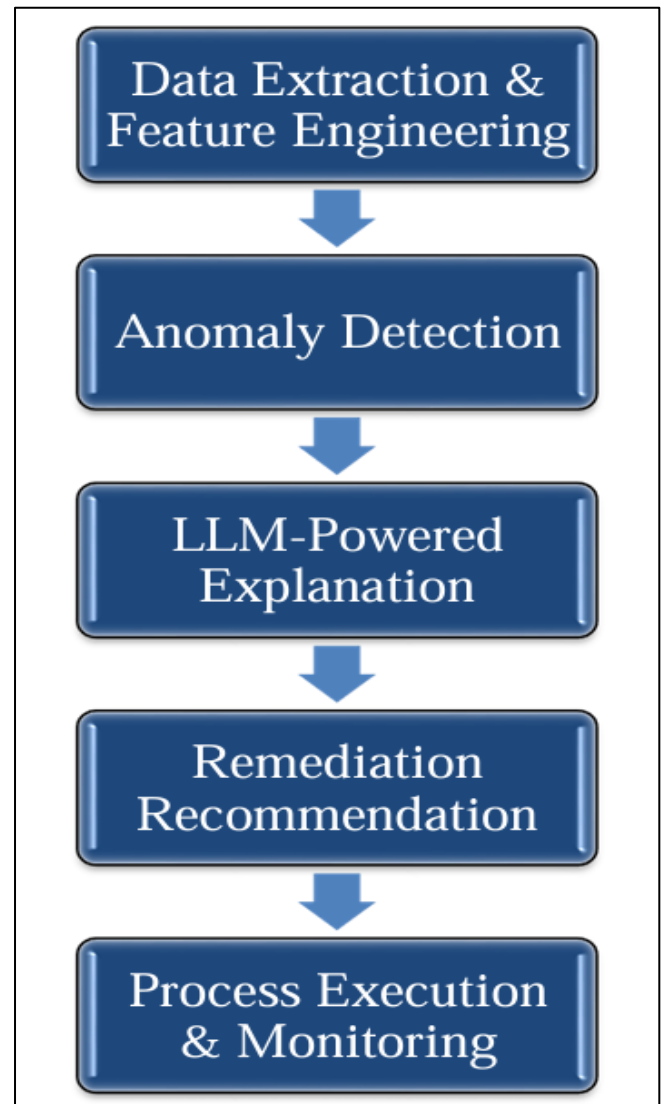 Data Extraction &
Feature Engineering
Anomaly Detection
LLM-Powered
Explanation
Remediation
Recommendation
Process Execution
& Monitoring